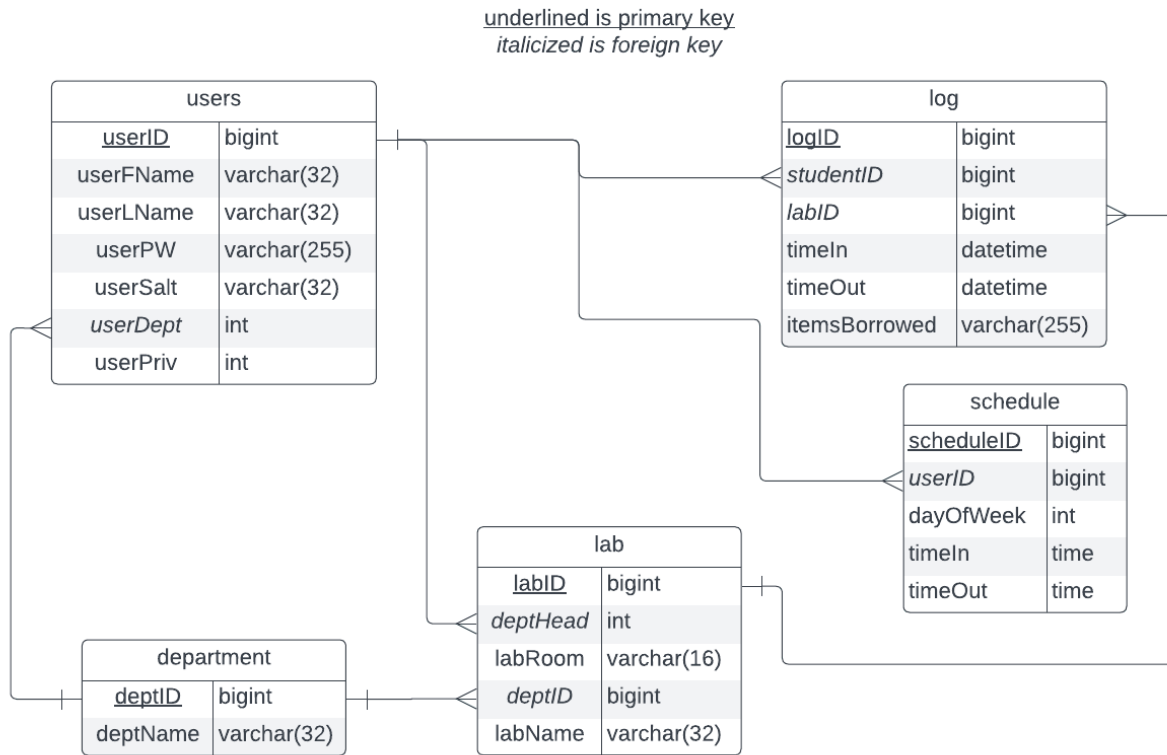 underlined is primary key
italicized is foreign key
users
userID bigint
userFName varchar(32)
userLName varchar(32)
userPW varchar(255)
userSalt varchar(32)
userDept int
userPriv int
log
logID bigint
studentID bigint
labID bigint
timeIn datetime
timeOut datetime
itemsBorrowed varchar(255)
schedule
scheduleID bigint
userID bigint
dayOfWeek int
timeIn time
timeOut time
lab
labID bigint
deptHead int
labRoom varchar(16)
deptID bigint
labName varchar(32)
department
deptID bigint
deptName varchar(32)